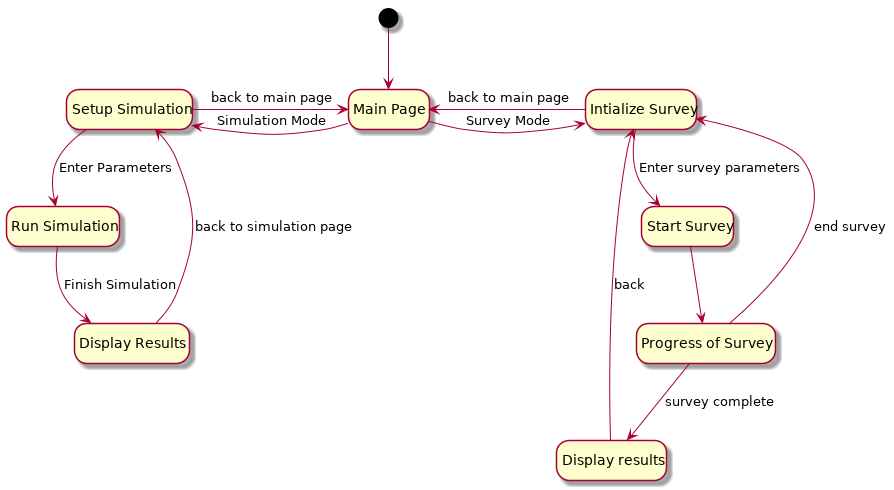 back to main page
back to main page
Setup Simulation
Main Page
Intialize Survey
Simulation Mode
Survey Mode
Enter Parameters
Enter survey parameters
Run Simulation
back to simulation page
Start Survey
end survey
Finish Simulation
back
Display Results
Progress of Survey
survey complete
Display results